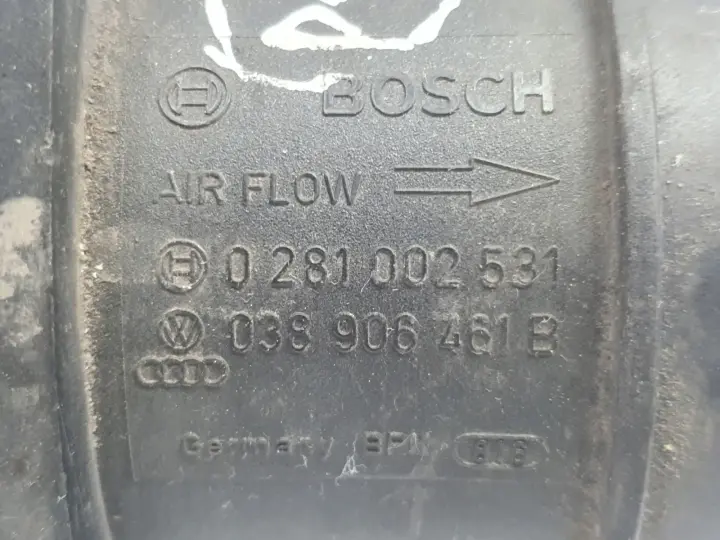 BOSCH
AIR FLOW
0 281 002 531
038 906 461 B
Germany